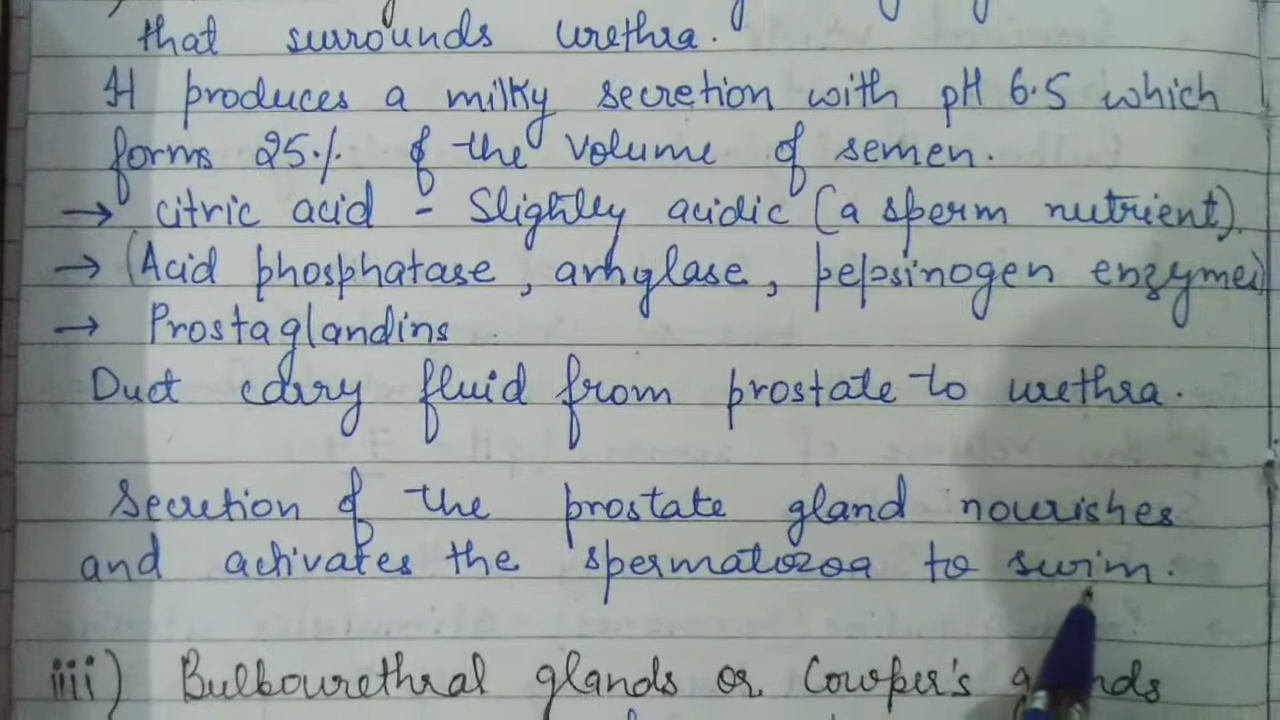 that surrounds urethra.
It produces a milky secretion with pH 6.5 which
forms 25% of the volume of semen.
→ citric acid - Slightly acidic (a sperm nutrient).
→ (Acid phosphatase, amylase, pepsinogen enzymes)
→ Prostaglandins
Duct carry fluid from prostate to urethra.
Secretion of the prostate gland nourishes
and activates the spermatozoa to swim.
iii) Bulbourethral glands or Cowper's glands